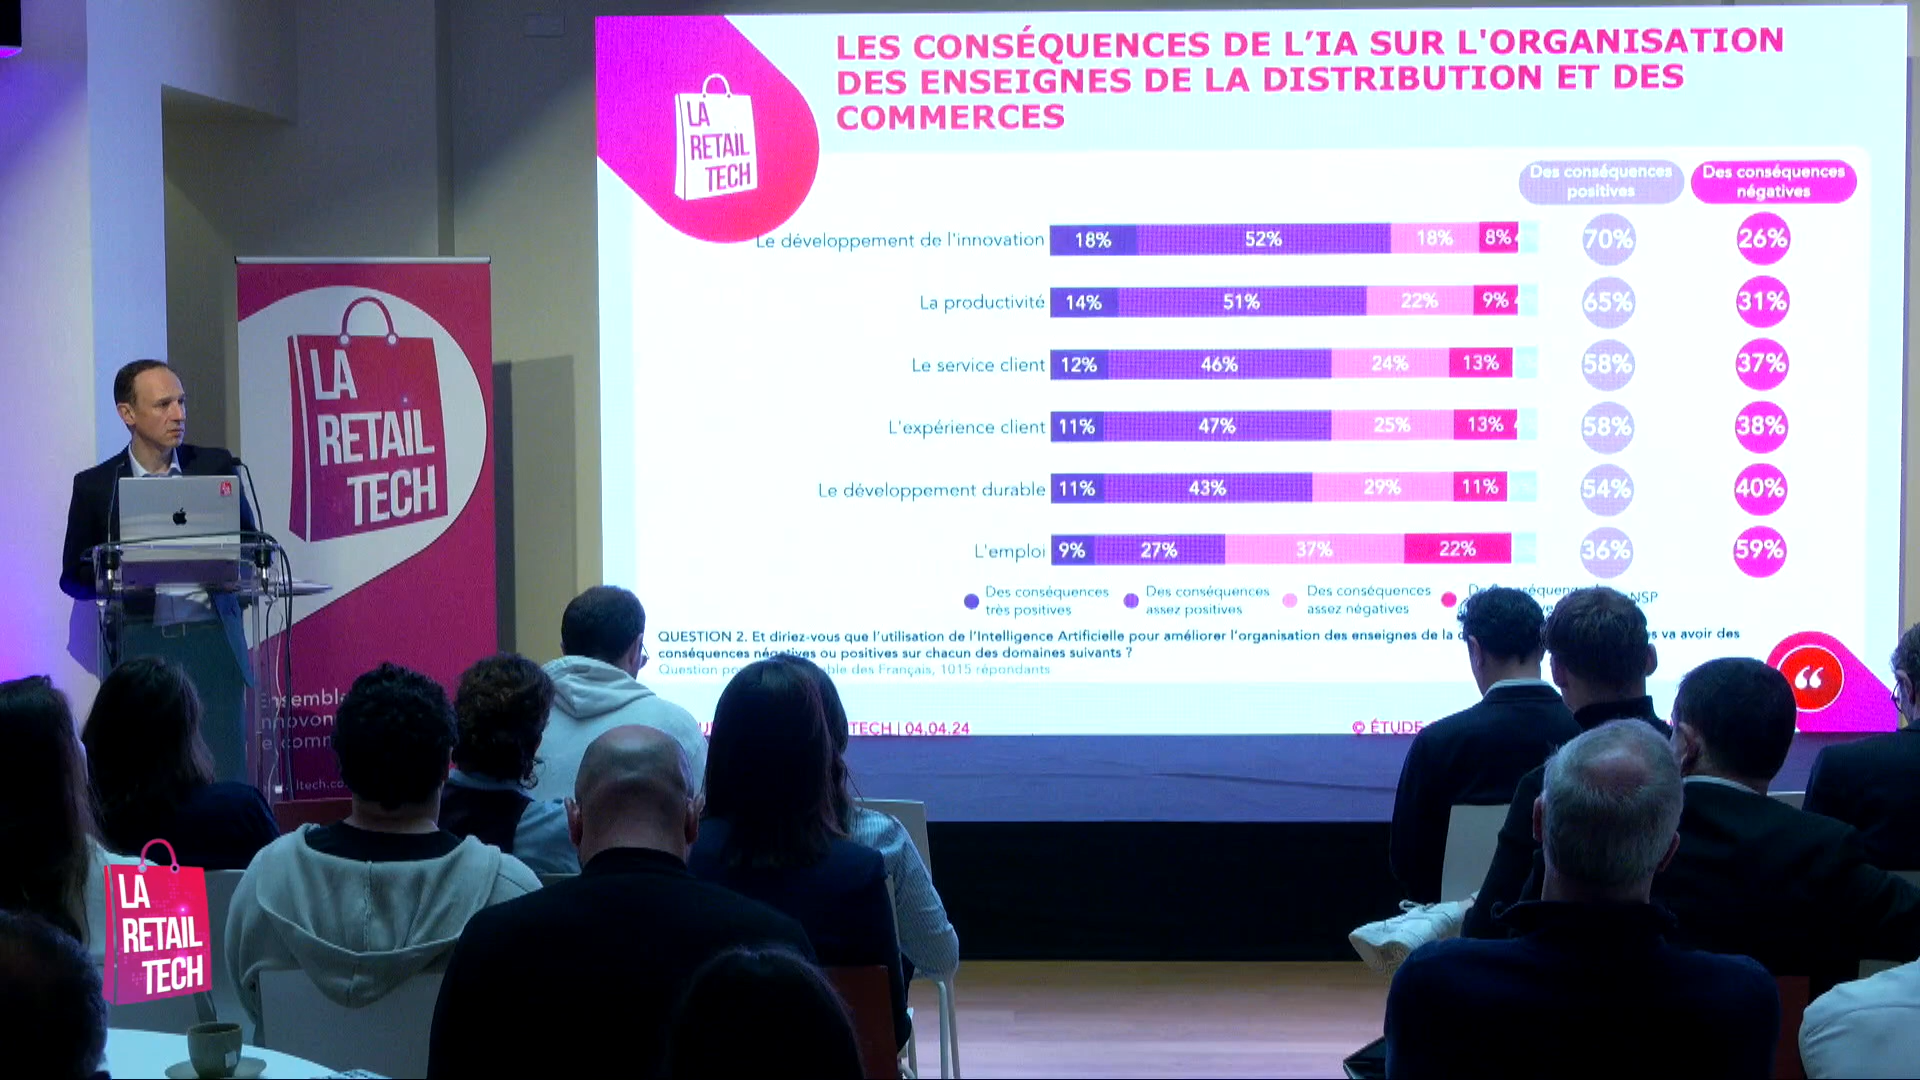 LES CONSÉQUENCES DE L’IA SUR L'ORGANISATION
DES ENSEIGNES DE LA DISTRIBUTION ET DES
COMMERCES
LA
RETAIL
TECH
Des conséquences
positives
Des conséquences
négatives
Le développement de l'innovation 18% 52% 18% 8% 70% 26%
La productivité 14% 51% 22% 9% 65% 31%
Le service client 12% 46% 24% 13% 58% 37%
L'expérience client 11% 47% 25% 13% 58% 38%
Le développement durable 11% 43% 29% 11% 54% 40%
L'emploi 9% 27% 37% 22% 36% 59%
Des conséquences
très positives
Des conséquences
assez positives
Des conséquences
assez négatives
NSP
QUESTION 2. Et diriez-vous que l’utilisation de l’Intelligence Artificielle pour améliorer l’organisation des enseignes de la va avoir des
conséquences négatives ou positives sur chacun des domaines suivants ?
Question des Français, 1015 répondants
TECH | 04.04.24
© ÉTUDE
LA
RETAIL
TECH
LA
RETAIL
TECH